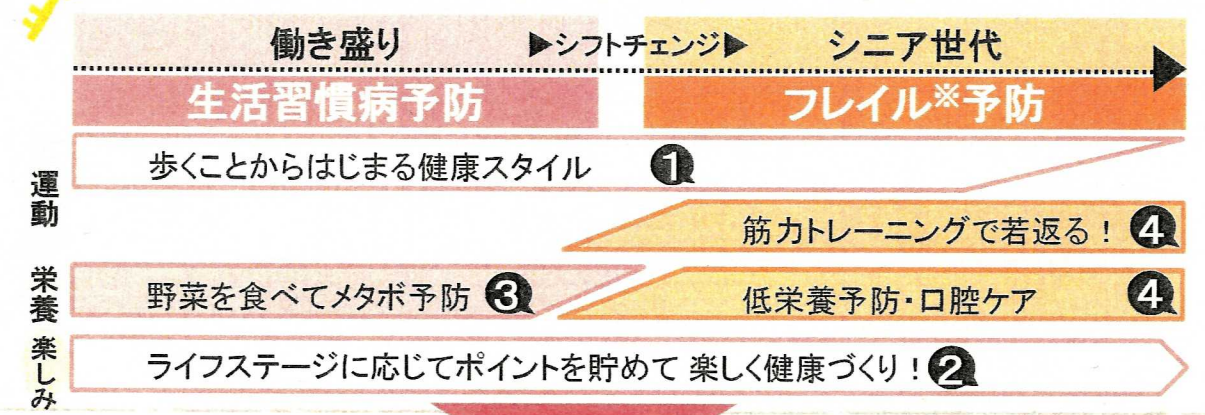 働き盛り ▶シフトチェンジ▶ シニア世代
生活習慣病予防 フレイル※予防
運動
歩くことからはじまる健康スタイル ❶
筋力トレーニングで若返る！ ❹
栄養
野菜を食べてメタボ予防 ❸
低栄養予防・口腔ケア ❹
楽しみ
ライフステージに応じてポイントを貯めて 楽しく健康づくり！❷